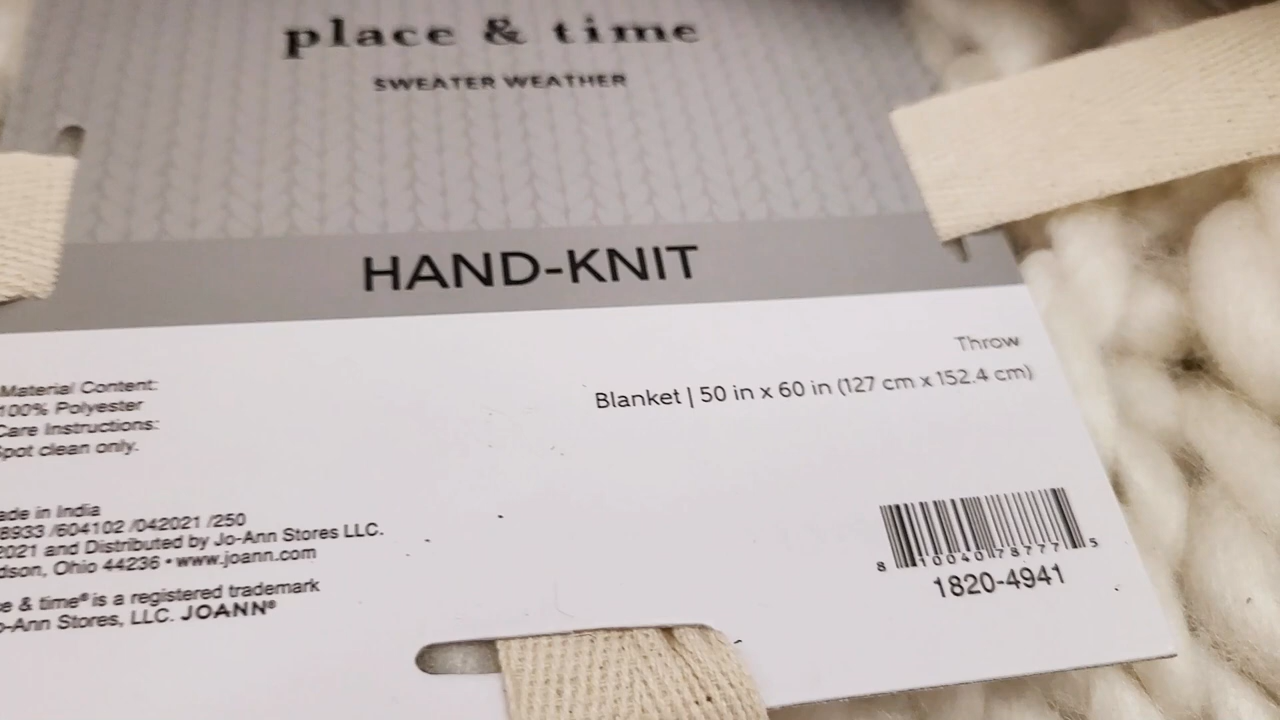 place & time
SWEATER WEATHER
HAND-KNIT
Throw
Blanket | 50 in x 60 in (127 cm x 152.4 cm)
Material Content:
100% Polyester
Care Instructions:
Spot clean only.
ade in India
8933 /604102 /042021 /250
2021 and Distributed by Jo-Ann Stores LLC.
dson, Ohio 44236 • www.joann.com
e & time® is a registered trademark
o-Ann Stores, LLC. JOANN®
8 10040 78777 5
1820-4941